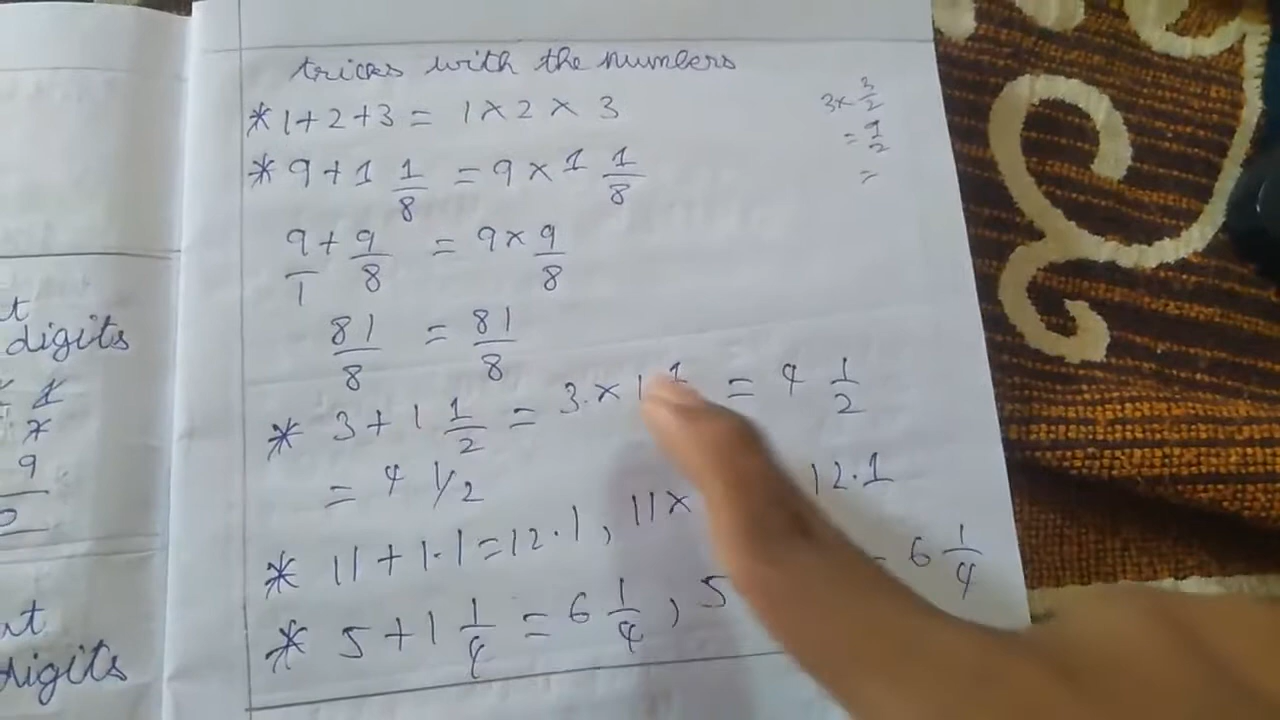 tricks with the numbers
* 1+2+3 = 1 × 2 × 3
* 9 + 1 1/8 = 9 × 1 1/8
9/1 + 9/8 = 9 × 9/8
81/8 = 81/8
* 3 + 1 1/2 = 3 × 1 1 = 4 1/2
= 4 1/2
* 11 + 1.1 = 12.1, 11 × 12.1
* 5 + 1 1/4 = 6 1/4, 5 = 6 1/4
3 × 3/2
= 9/2
=
t
digits
9
nt
digits